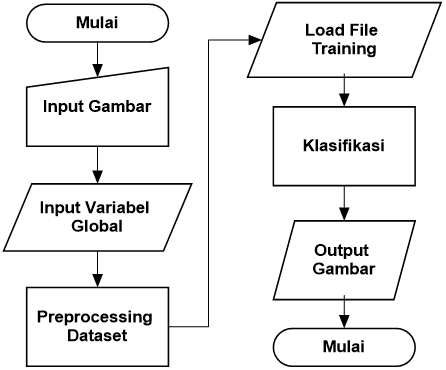 Mulai
Input Gambar
Input Variabel
Global
Preprocessing
Dataset
Load File
Training
Klasifikasi
Output
Gambar
Mulai